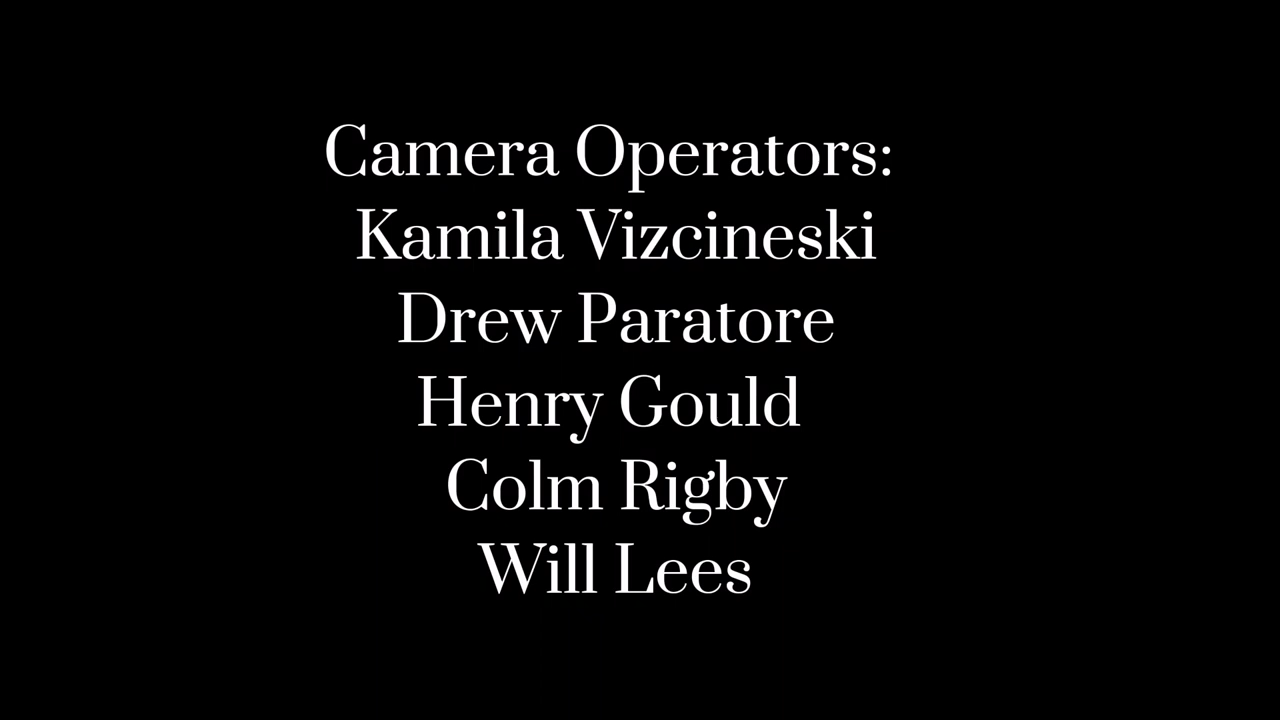 Camera Operators:
Kamila Vizcineski
Drew Paratore
Henry Gould
Colm Rigby
Will Lees